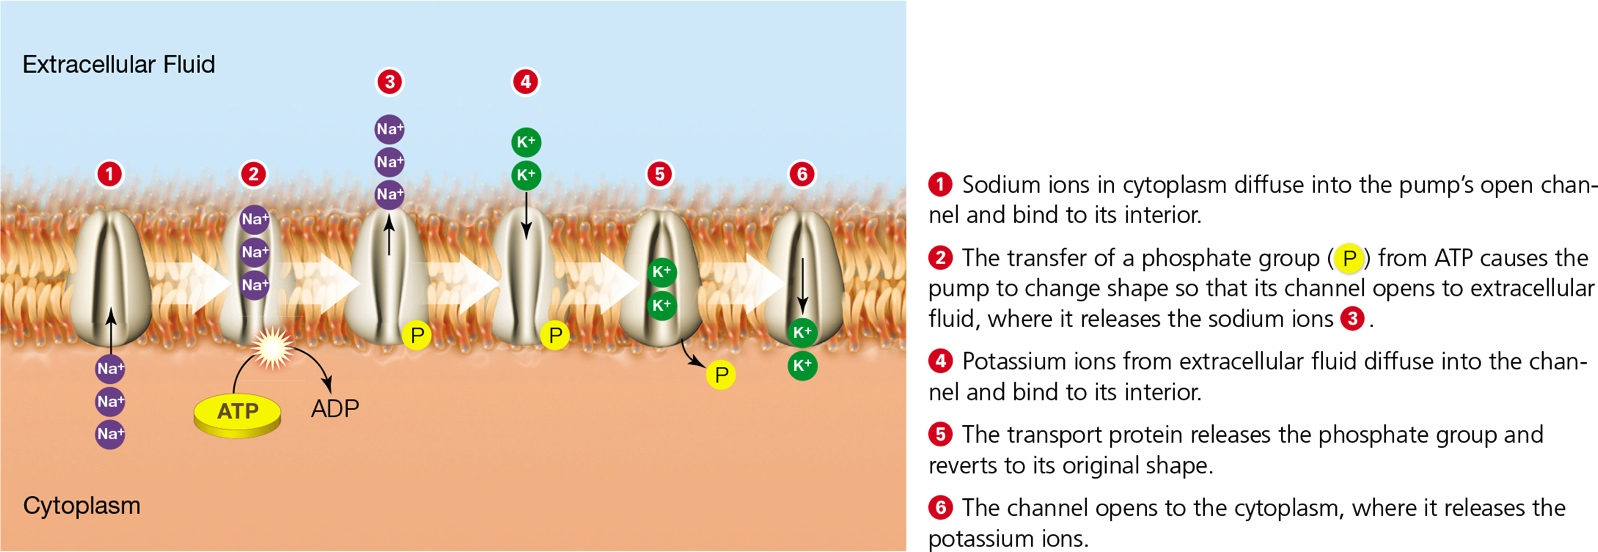 Extracellular Fluid
3
4
Na+
Na+
Na+
K+
K+
1
2
5
6
Na+
Na+
Na+
K+
K+
P
P
K+
K+
P
Na+
Na+
Na+
ATP
ADP
Cytoplasm
1 Sodium ions in cytoplasm diffuse into the pump's open chan-
nel and bind to its interior.
2 The transfer of a phosphate group (P) from ATP causes the
pump to change shape so that its channel opens to extracellular
fluid, where it releases the sodium ions 3.
4 Potassium ions from extracellular fluid diffuse into the chan-
nel and bind to its interior.
5 The transport protein releases the phosphate group and
reverts to its original shape.
6 The channel opens to the cytoplasm, where it releases the
potassium ions.